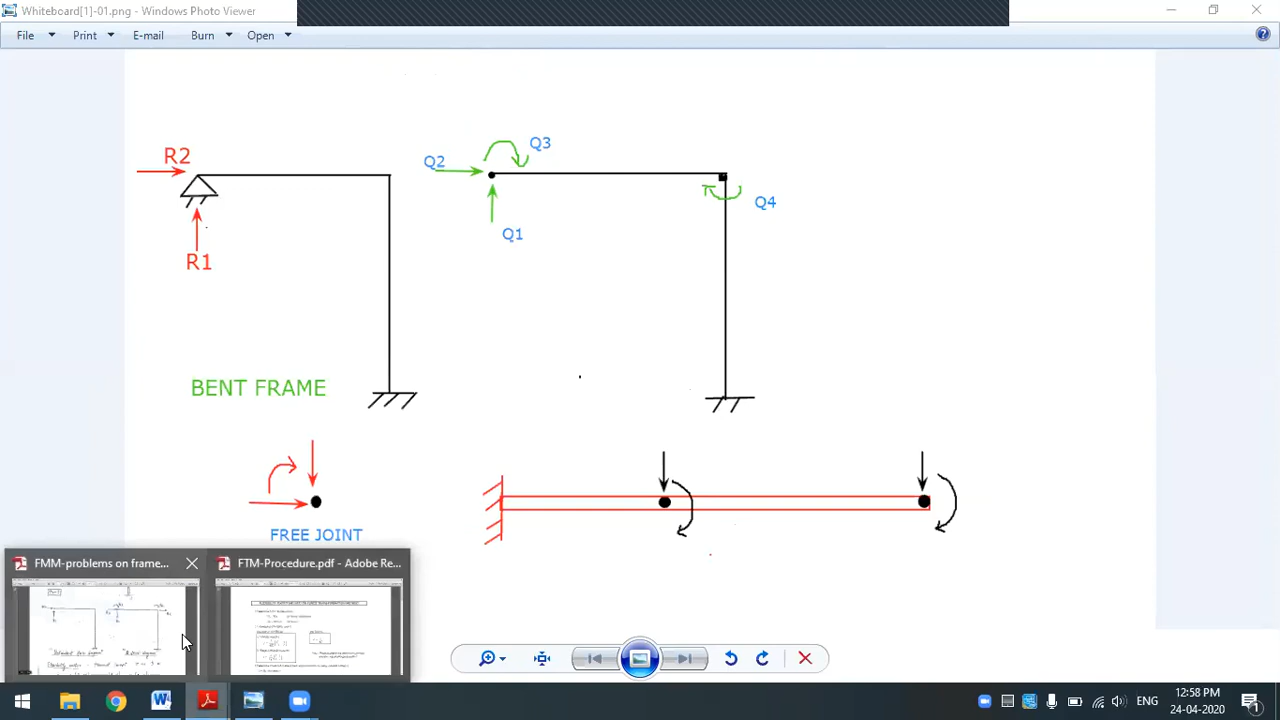 Whiteboard[1]-01.png - Windows Photo Viewer
File Print E-mail Burn Open
R2
R1
Q2
Q3
Q1
Q4
BENT FRAME
FREE JOINT
FMM-problems on frame...
FTM-Procedure.pdf - Adobe Re...
ENG
12:58 PM
24-04-2020